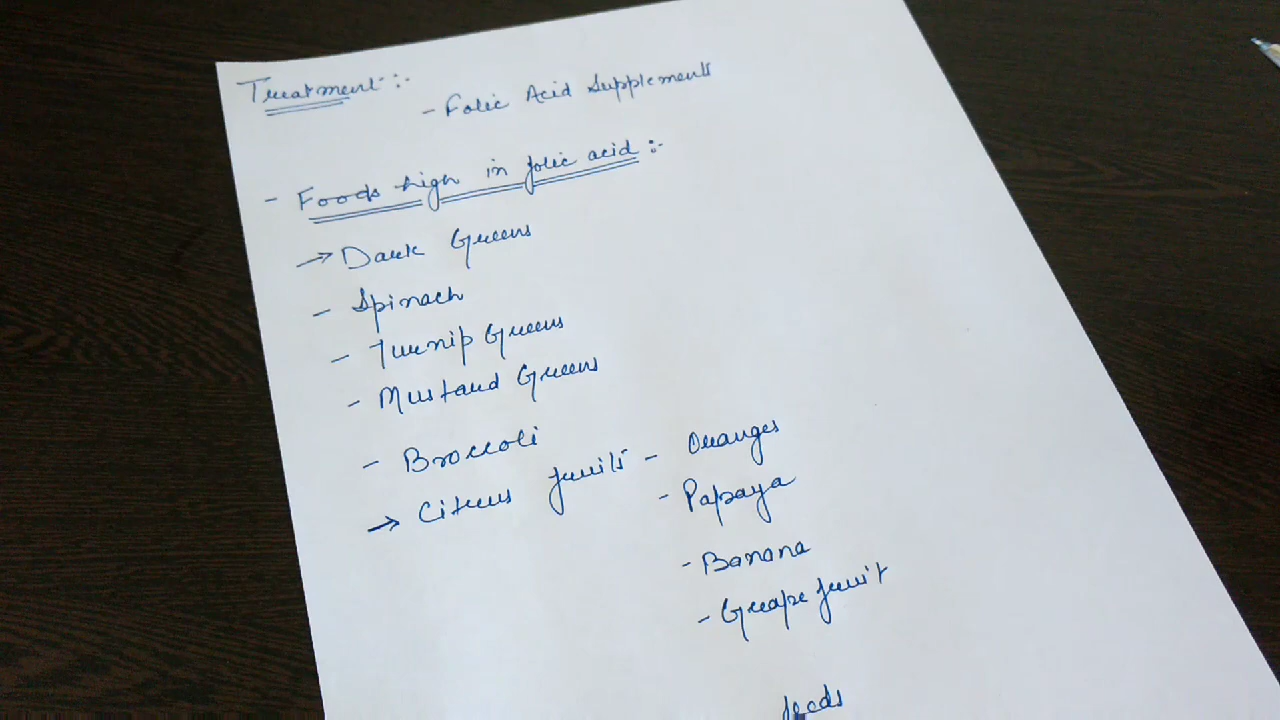 Treatment :-
- Folic Acid Supplements
- Foods high in folic acid :-
→ Dark Greens
- Spinach
- Turnip Greens
- Mustard Greens
- Broccoli
→ Citrus fruits - Oranges
- Papaya
- Banana
- Grape fruit
seeds